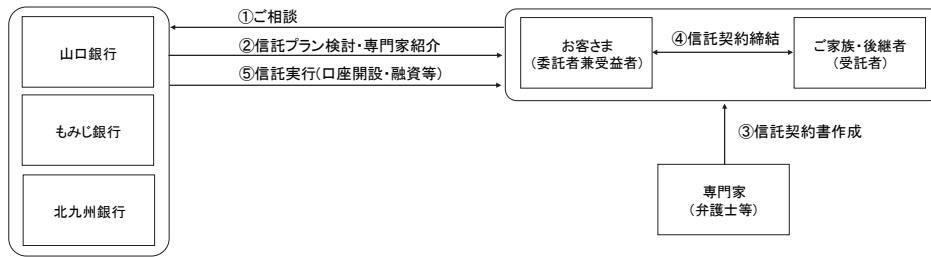 ①ご相談
②信託プラン検討・専門家紹介
⑤信託実行(口座開設・融資等)
山口銀行
もみじ銀行
北九州銀行
お客さま
(委託者兼受益者)
④信託契約締結
ご家族・後継者
(受託者)
③信託契約書作成
専門家
(弁護士等)